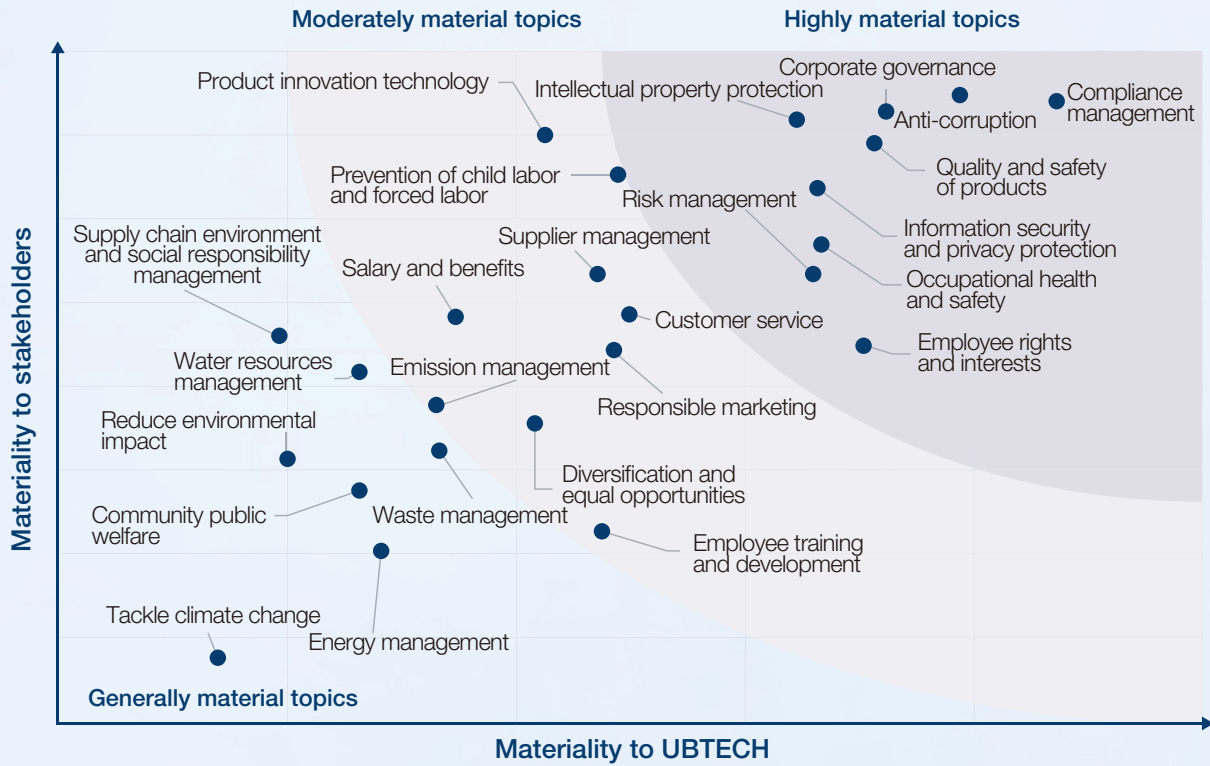 Moderately material topics
Highly material topics
Product innovation technology
Intellectual property protection
Corporate governance
Anti-corruption
Compliance
management
Quality and safety
of products
Prevention of child labor
and forced labor
Risk management
Information security
and privacy protection
Supply chain environment
and social responsibility
management
Supplier management
Salary and benefits
Occupational health
and safety
Customer service
Employee rights
and interests
Water resources
management
Emission management
Responsible marketing
Reduce environmental
impact
Diversification and
equal opportunities
Community public
welfare
Waste management
Employee training
and development
Tackle climate change
Energy management
Generally material topics
Materiality to stakeholders
Materiality to UBTECH